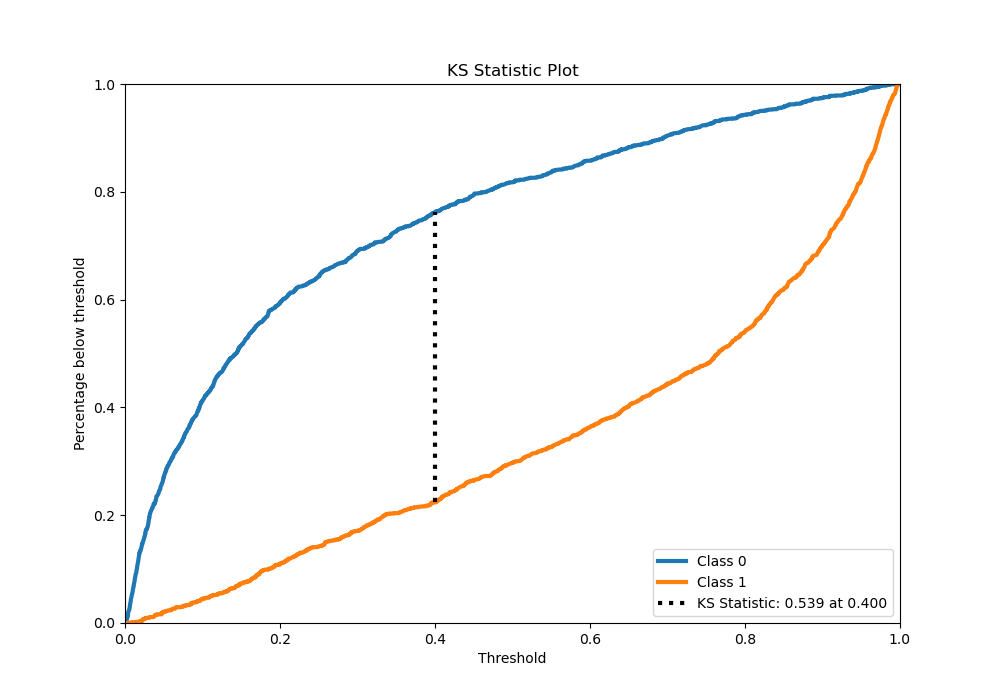 KS Statistic Plot
1.0
0.8
0.6
0.4
0.2
0.0
Percentage below threshold
0.0 0.2 0.4 0.6 0.8 1.0
Threshold
Class 0
Class 1
KS Statistic: 0.539 at 0.400